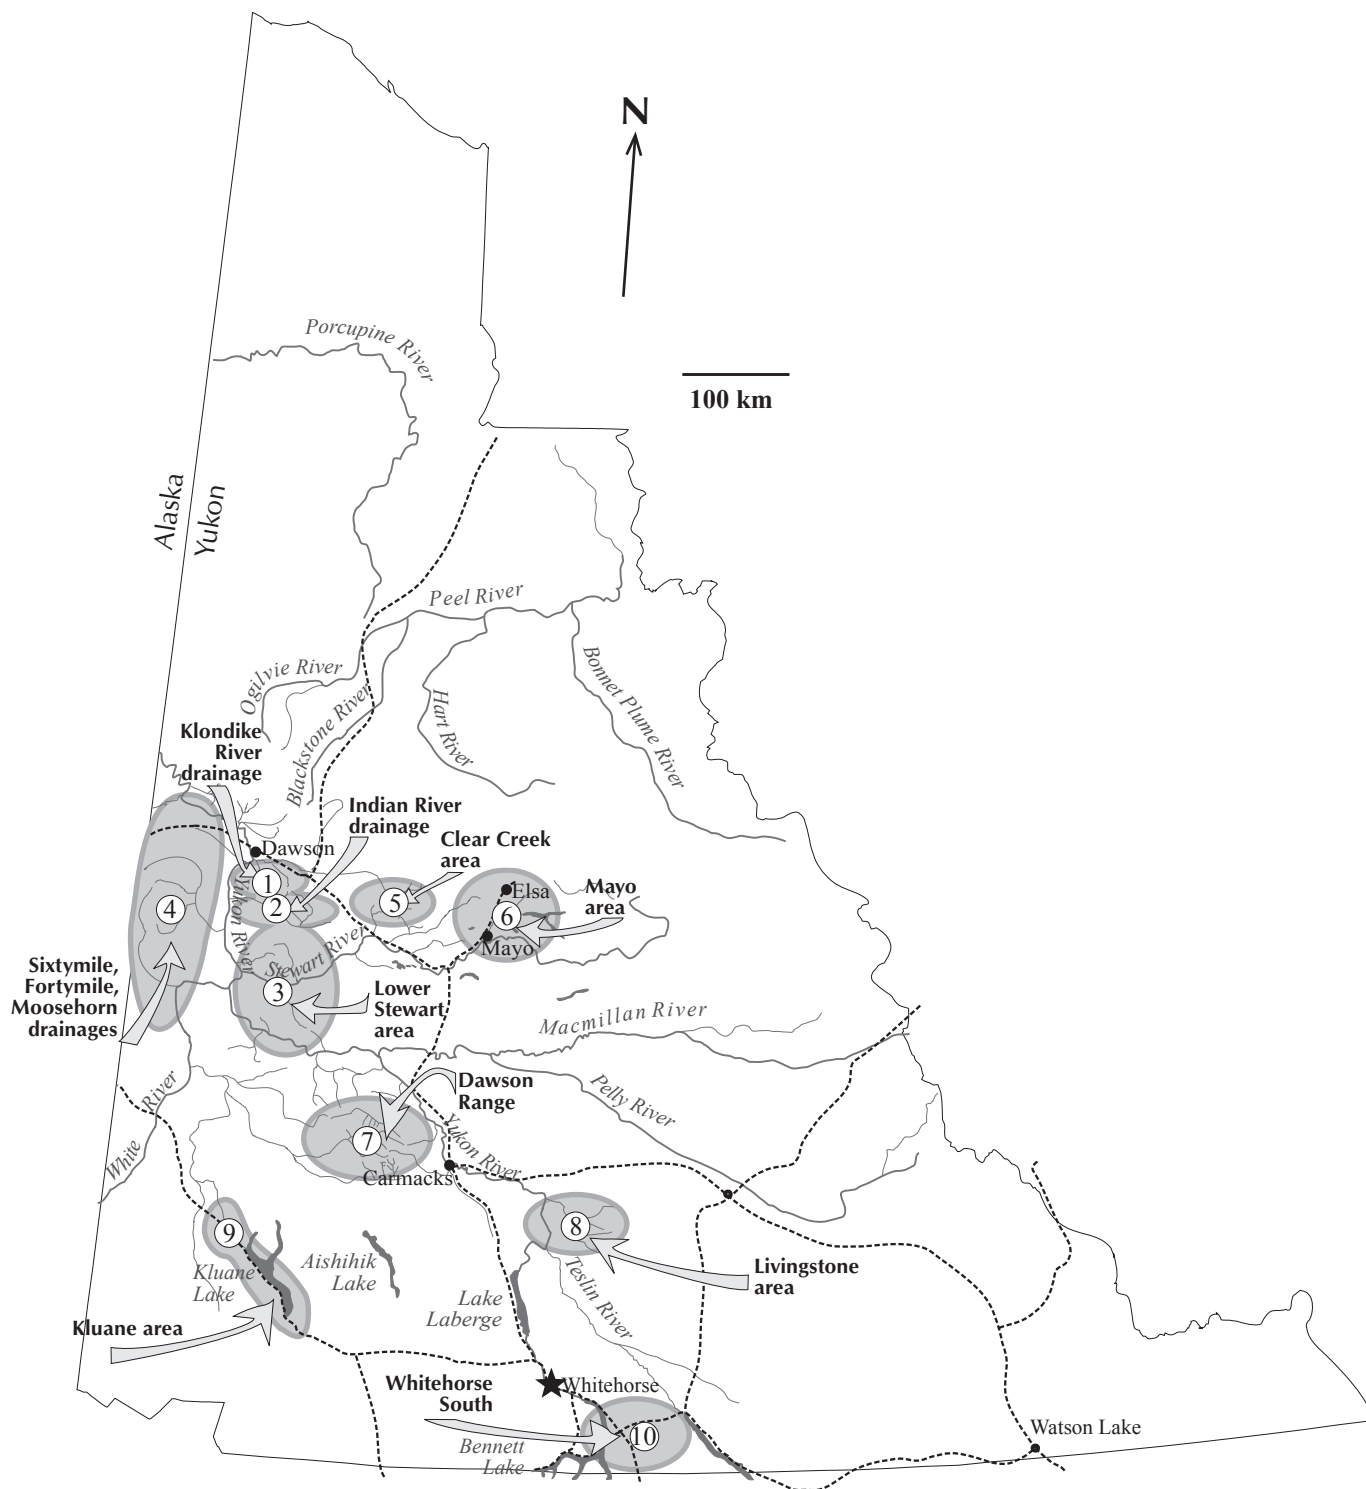 N
Porcupine River
100 km
Alaska
Yukon
Peel River
Ogilvie River
Blackstone River
Hart River
Bonnet Plume River
Klondike
River
drainage
Indian River
drainage
Clear Creek
area
Dawson
Elsa
Mayo
area
1
2
4
5
6
Mayo
Yukon River
Stewart River
Sixtymile,
Fortymile,
Moosehorn
drainages
3
Lower
Stewart
area
Macmillan River
Dawson
Range
Pelly River
White River
7
Yukon River
Carmacks
9
8
Kluane
Lake
Aishihik
Lake
Livingstone
area
Teslin River
Lake
Laberge
Kluane area
Whitehorse
South
Whitehorse
10
Bennett
Lake
Watson Lake